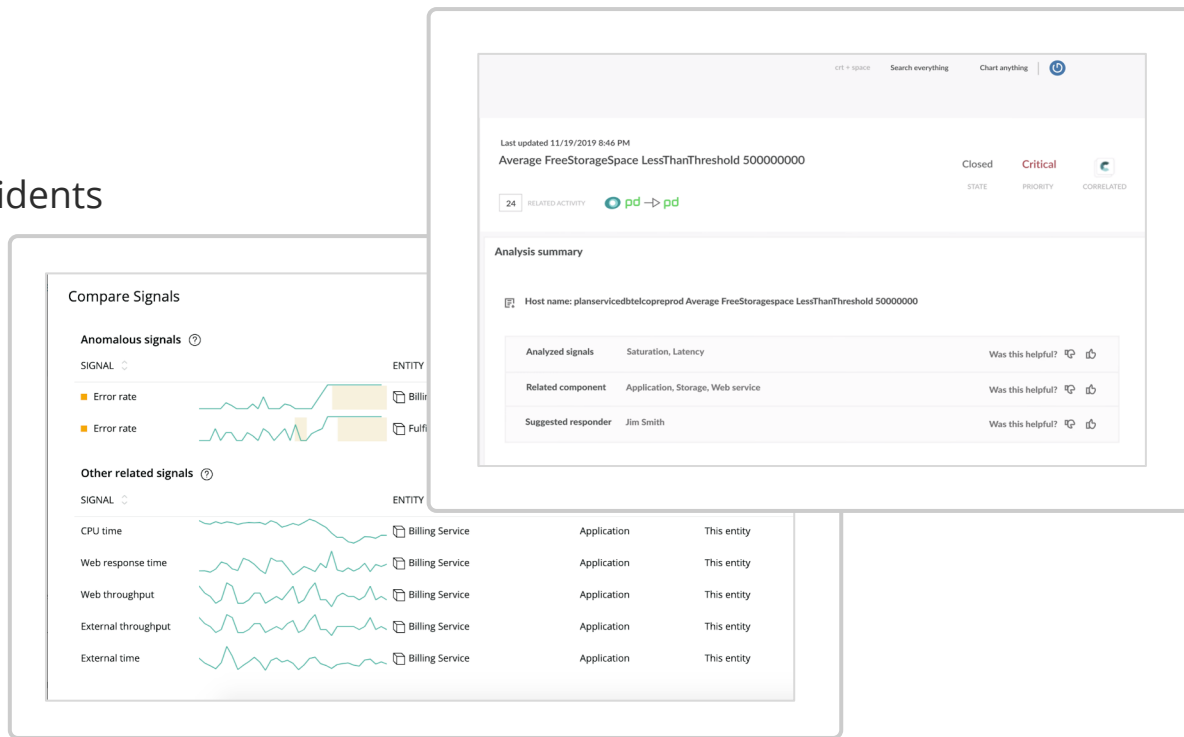 crt + space Search everything Chart anything
Last updated 11/19/2019 8:46 PM
Average FreeStorageSpace LessThanThreshold 500000000
Closed Critical
STATE PRIORITY CORRELATED
24 RELATED ACTIVITY pd pd
Analysis summary
Host name: planservicedbtelcopreprod Average FreeStoragespace LessThanThreshold 50000000
Analyzed signals Saturation, Latency Was this helpful?
Related component Application, Storage, Web service Was this helpful?
Suggested responder Jim Smith Was this helpful?
idents
Compare Signals
Anomalous signals ?
SIGNAL ENTITY
Error rate Billin
Error rate Fulfi
Other related signals ?
SIGNAL ENTITY
CPU time Billing Service Application This entity
Web response time Billing Service Application This entity
Web throughput Billing Service Application This entity
External throughput Billing Service Application This entity
External time Billing Service Application This entity